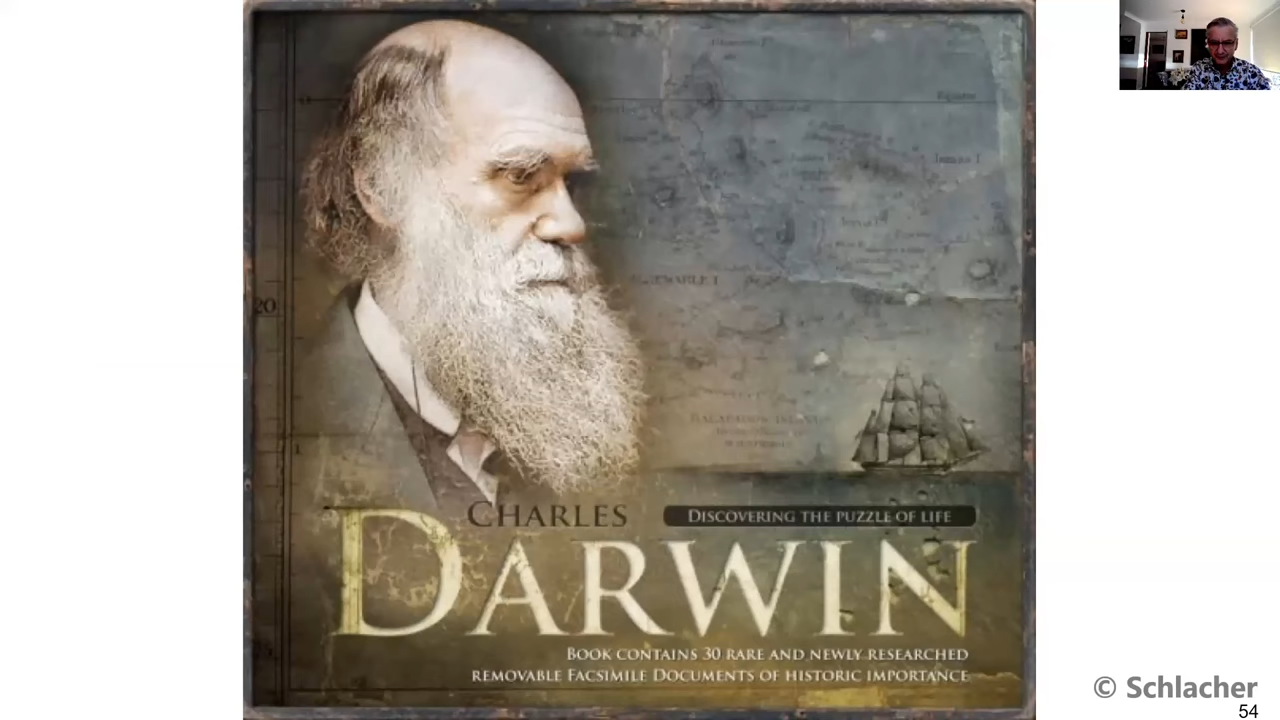 20
CHARLES
DISCOVERING THE PUZZLE OF LIFE
DARWIN
BOOK CONTAINS 30 RARE AND NEWLY RESEARCHED
REMOVABLE FACSIMILE DOCUMENTS OF HISTORIC IMPORTANCE
© Schlacher
54